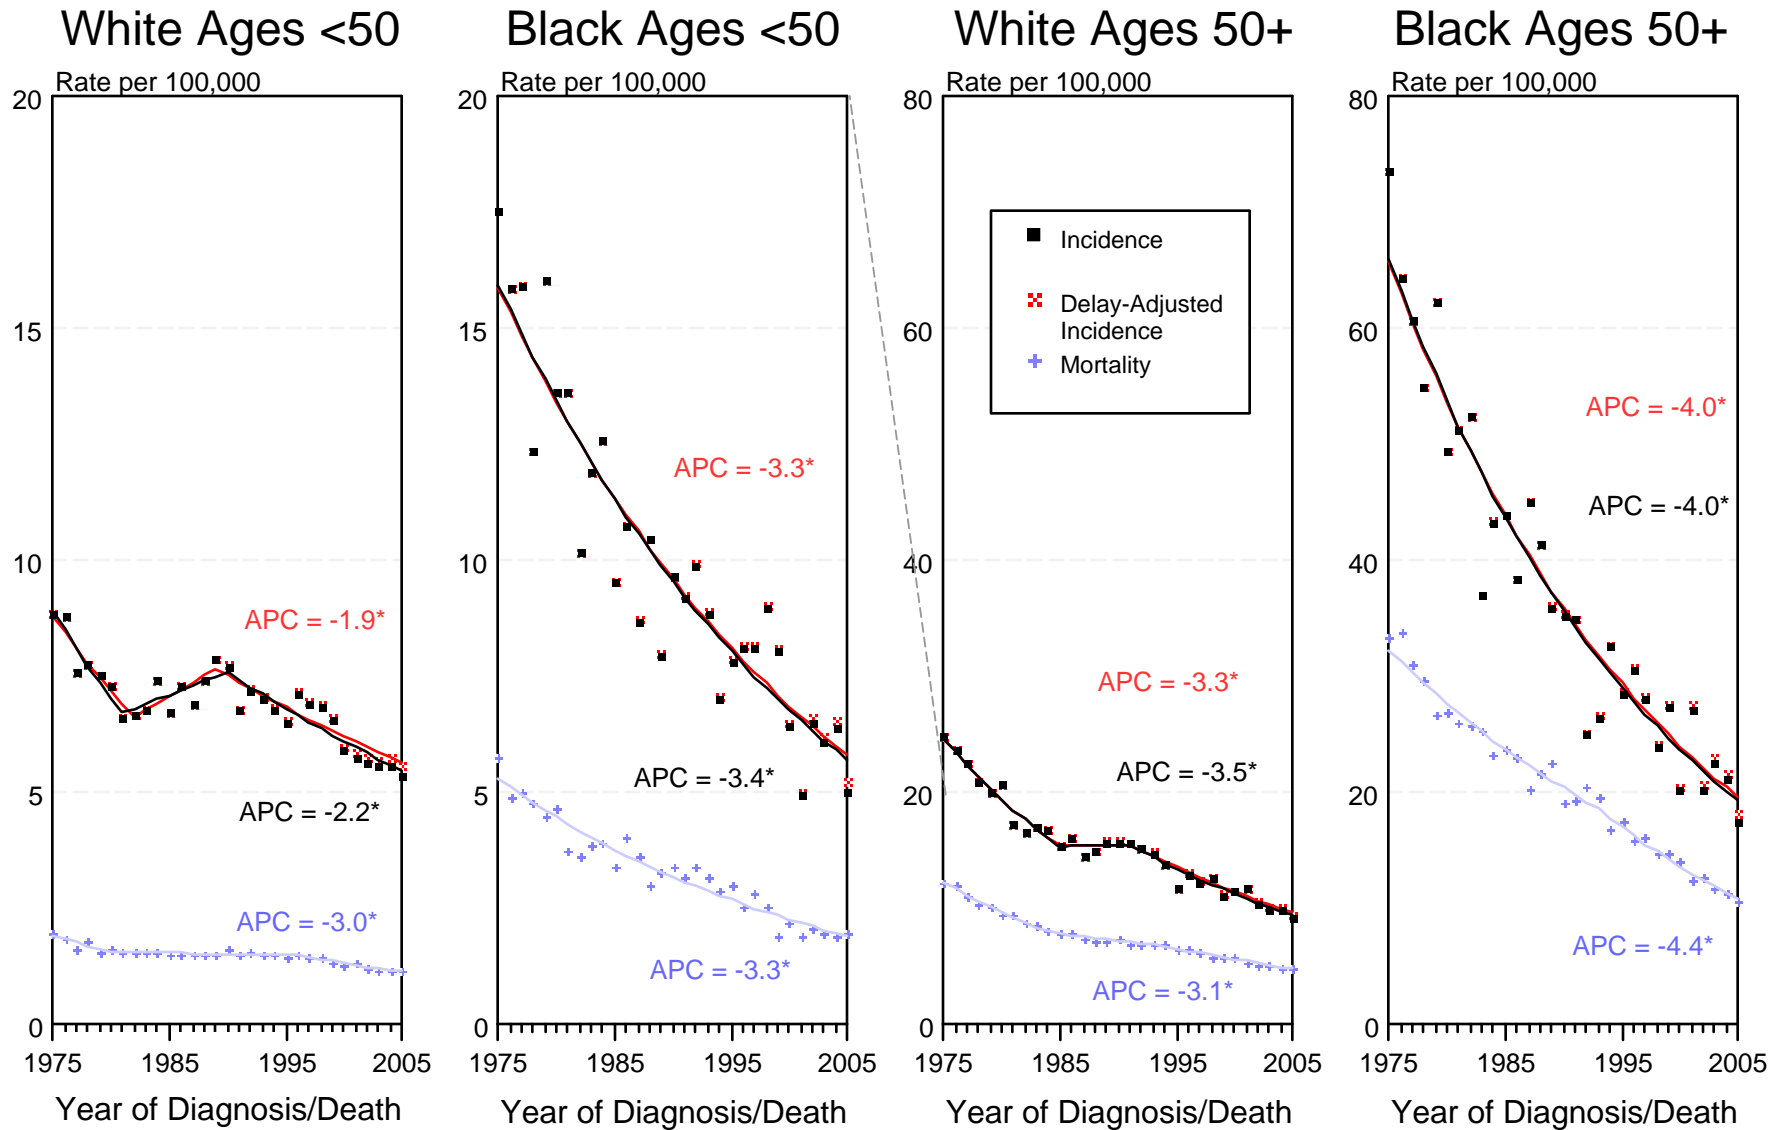 White Ages <50
Rate per 100,000
20
15
10
5
0
APC = -1.9*
APC = -2.2*
APC = -3.0*
1975 1985 1995 2005
Year of Diagnosis/Death
Black Ages <50
Rate per 100,000
20
15
10
5
0
APC = -3.3*
APC = -3.4*
APC = -3.3*
1975 1985 1995 2005
Year of Diagnosis/Death
White Ages 50+
Rate per 100,000
80
60
40
20
0
Incidence
Delay-Adjusted
Incidence
Mortality
APC = -3.3*
APC = -3.5*
APC = -3.1*
1975 1985 1995 2005
Year of Diagnosis/Death
Black Ages 50+
Rate per 100,000
80
60
40
20
0
APC = -4.0*
APC = -4.0*
APC = -4.4*
1975 1985 1995 2005
Year of Diagnosis/Death